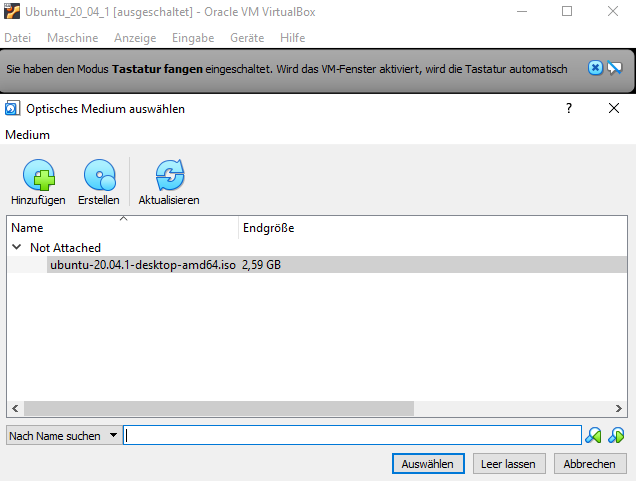 Ubuntu_20_04_1 [ausgeschaltet] - Oracle VM VirtualBox
Datei Maschine Anzeige Eingabe Geräte Hilfe
Sie haben den Modus Tastatur fangen eingeschaltet. Wird das VM-Fenster aktiviert, wird die Tastatur automatisch
Optisches Medium auswählen
Medium
Hinzufügen Erstellen Aktualisieren
Name Endgröße
Not Attached
ubuntu-20.04.1-desktop-amd64.iso 2,59 GB
Nach Name suchen
Auswählen Leer lassen Abbrechen